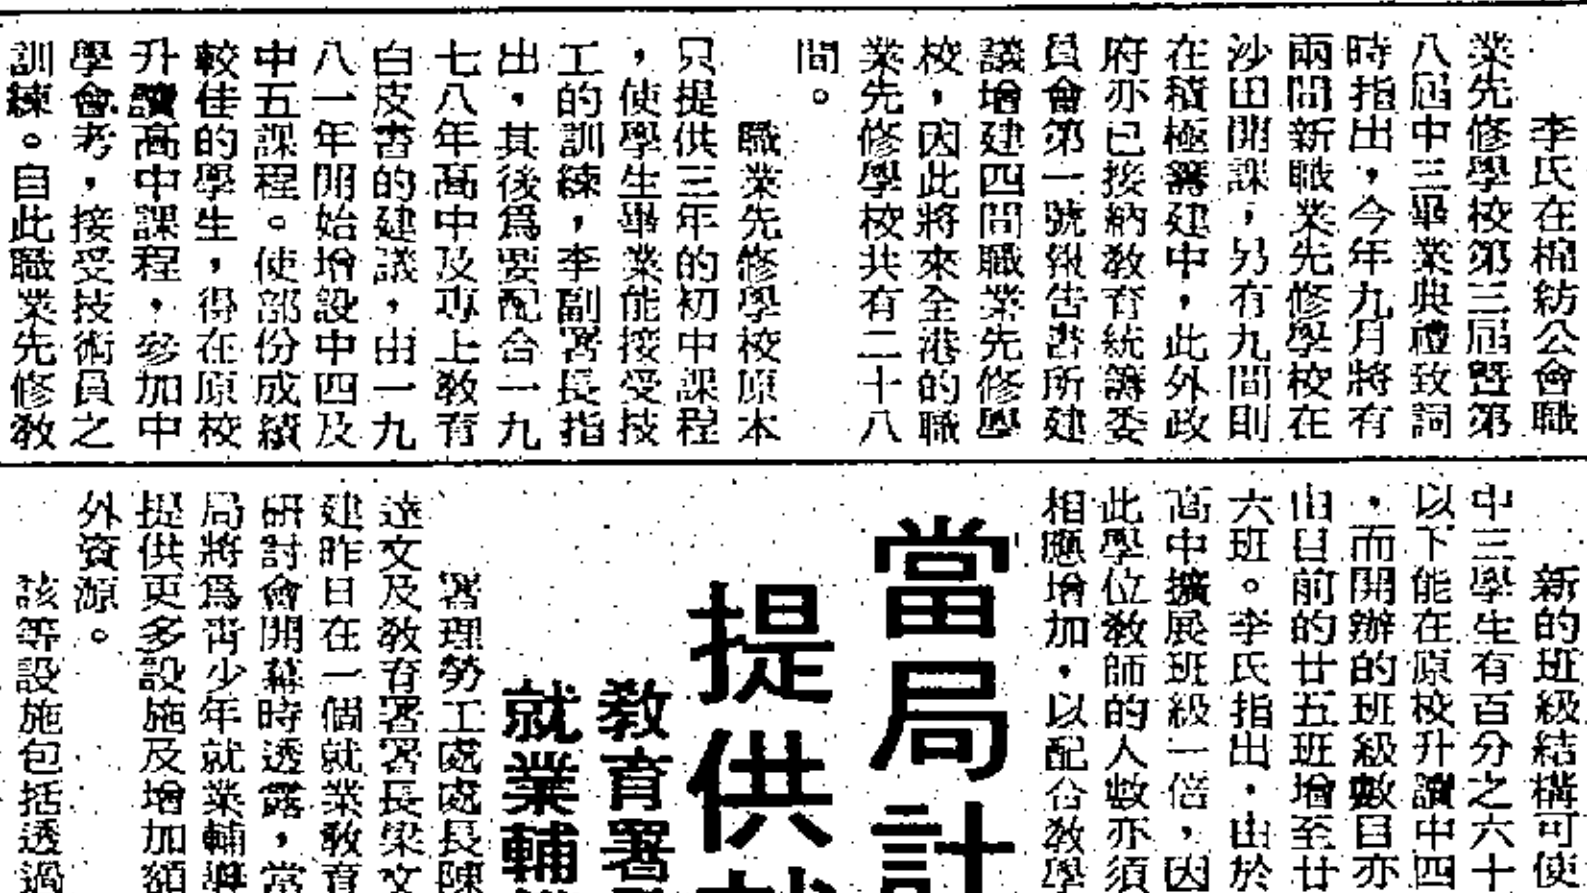 李氏在棉紡公會職
業先修學校第三屆暨第
八屆中三畢業典禮致詞
時指出，今年九月將有
兩間新職業先修學校在
沙田開課，另有九間則
在積極籌建中，此外政
府亦已接納教育統籌委
員會第一號報告書所建
議增建四間職業先修學
校，因此將來全港的職
業先修學校共有二十八
間。
職業先修學校原本
只提供三年的初中課程
，使學生畢業能接受技
工的訓練，李副署長指
出，其後為要配合一九
七八年高中及專上教育
白皮書的建議，由一九
八一年開始增設中四及
中五課程。使部份成績
較佳的學生，得在原校
升讀高中課程，參加中
學會考，接受技術員之
訓練。自此職業先修教
新的班級結構可使
中三學生有百分之六十
以下能在原校升讀中四
，而開辦的班級數目亦
由目前的廿五班增至廿
六班。李氏指出，由於
高中擴展班級一倍，因
此學位教師的人數亦須
相應增加，以配合教學
當局計
提供
教育署
就業輔
署理勞工處處長陳
達文及教育署署長梁文
建昨日在一個就業教育
研討會開幕時透露，當
局將為青少年就業輔導
提供更多設施及增加額
外資源。
該等設施包括透過